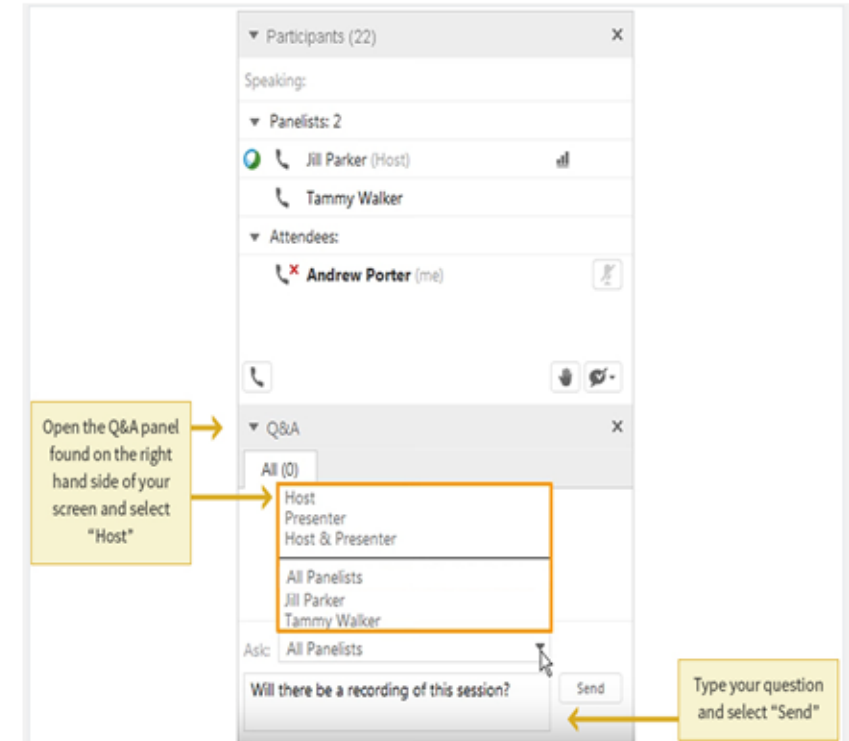 Participants (22)
Speaking:
Panelists: 2
Jill Parker (Host)
Tammy Walker
Attendees:
Andrew Porter (me)
Open the Q&A panel
found on the right
hand side of your
screen and select
“Host”
Q&A
All (0)
Host
Presenter
Host & Presenter
All Panelists
Jill Parker
Tammy Walker
Ask: All Panelists
Will there be a recording of this session?
Send
Type your question
and select “Send”